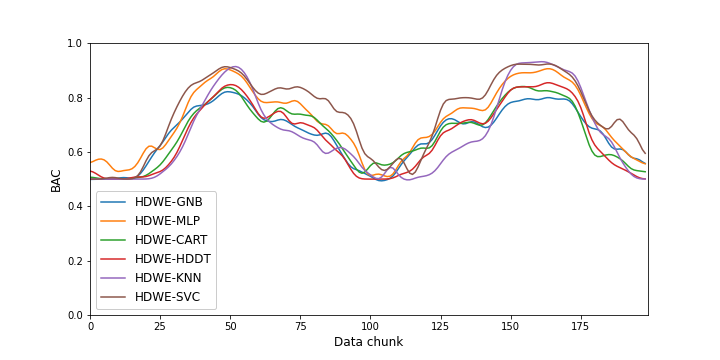 1.0
0.8
0.6
0.4
0.2
0.0
BAC
HDWE-GNB
HDWE-MLP
HDWE-CART
HDWE-HDDT
HDWE-KNN
HDWE-SVC
0 25 50 75 100 125 150 175
Data chunk